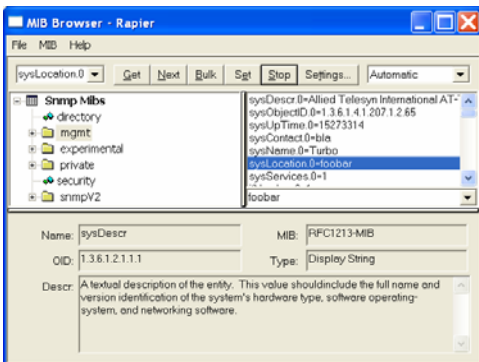 MIB Browser - Rapier
File MIB Help
sysLocation.0 Get Next Bulk Set Stop Settings... Automatic
Snmp Mibs
directory
mgmt
experimental
private
security
snmpV2
sysDescr.0=Allied Telesyn International AT-
sysObjectID.0=1.3.6.1.4.1.207.1.2.65
sysUpTime.0=15273314
sysContact.0=bla
sysName.0=Turbo
sysLocation.0=foobar
sysServices.0=1
foobar
Name: sysDescr MIB: RFC1213-MIB
OID: 1.3.6.1.2.1.1.1 Type: Display String
Descr: A textual description of the entity. This value shouldinclude the full name and
version identification of the system's hardware type, software operating-
system, and networking software.